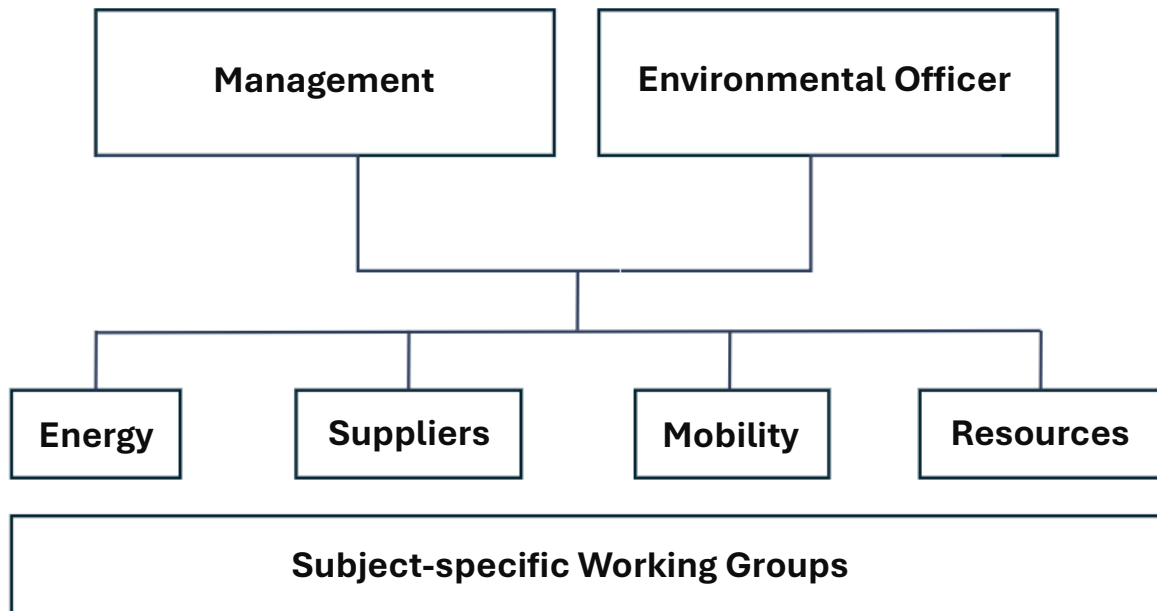 Management
Environmental Officer
Energy
Suppliers
Mobility
Resources
Subject-specific Working Groups